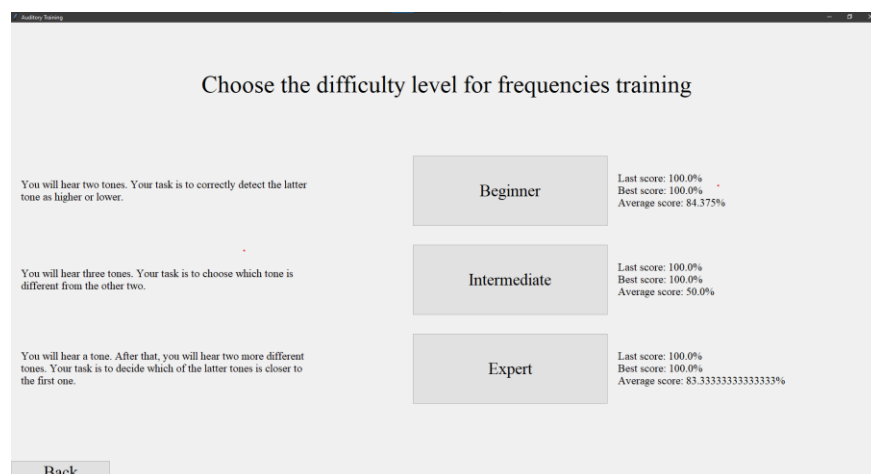 Auditory Training
Choose the difficulty level for frequencies training
You will hear two tones. Your task is to correctly detect the latter
tone as higher or lower.
Beginner
Last score: 100.0%
Best score: 100.0%
Average score: 84.375%
You will hear three tones. Your task is to choose which tone is
different from the other two.
Intermediate
Last score: 100.0%
Best score: 100.0%
Average score: 50.0%
You will hear a tone. After that, you will hear two more different
tones. Your task is to decide which of the latter tones is closer to
the first one.
Expert
Last score: 100.0%
Best score: 100.0%
Average score: 83.33333333333333%
Back